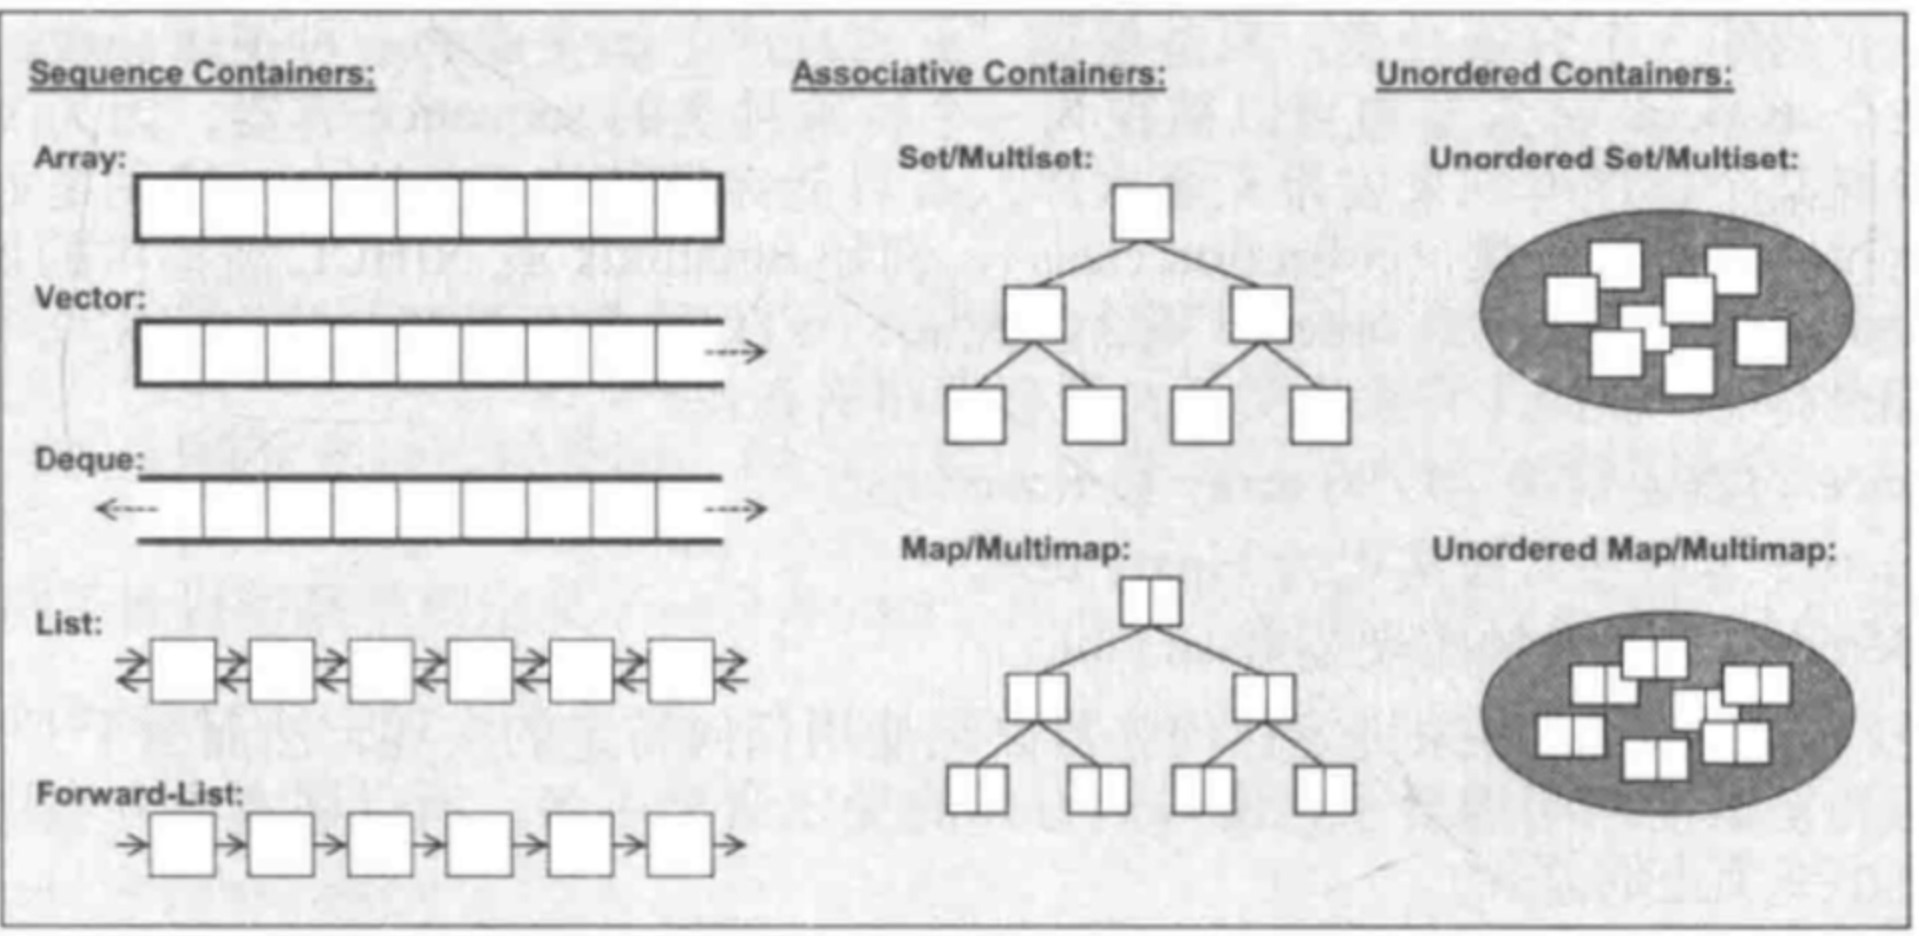 Sequence Containers:
Array:
Vector:
Deque:
List:
Forward-List:
Associative Containers:
Set/Multiset:
Map/Multimap:
Unordered Containers:
Unordered Set/Multiset:
Unordered Map/Multimap: